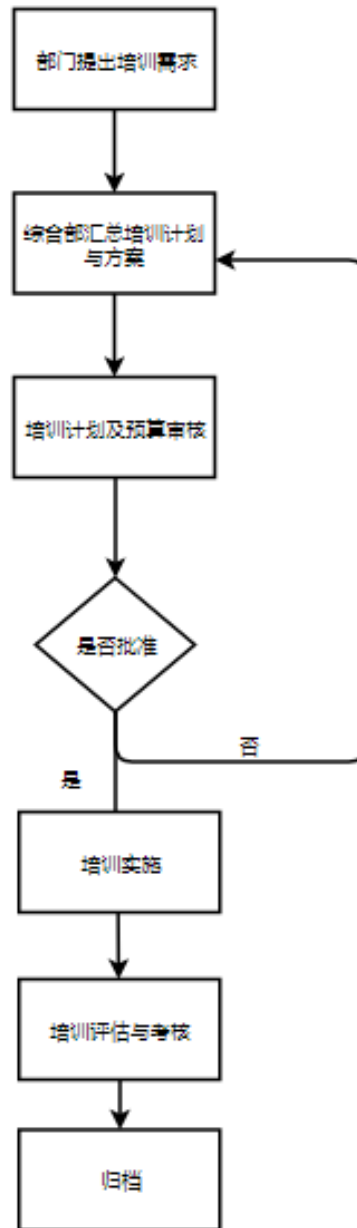 部门提出培训需求
综合部汇总培训计划
与方案
培训计划及预算审核
是否批准
否
是
培训实施
培训评估与考核
归档